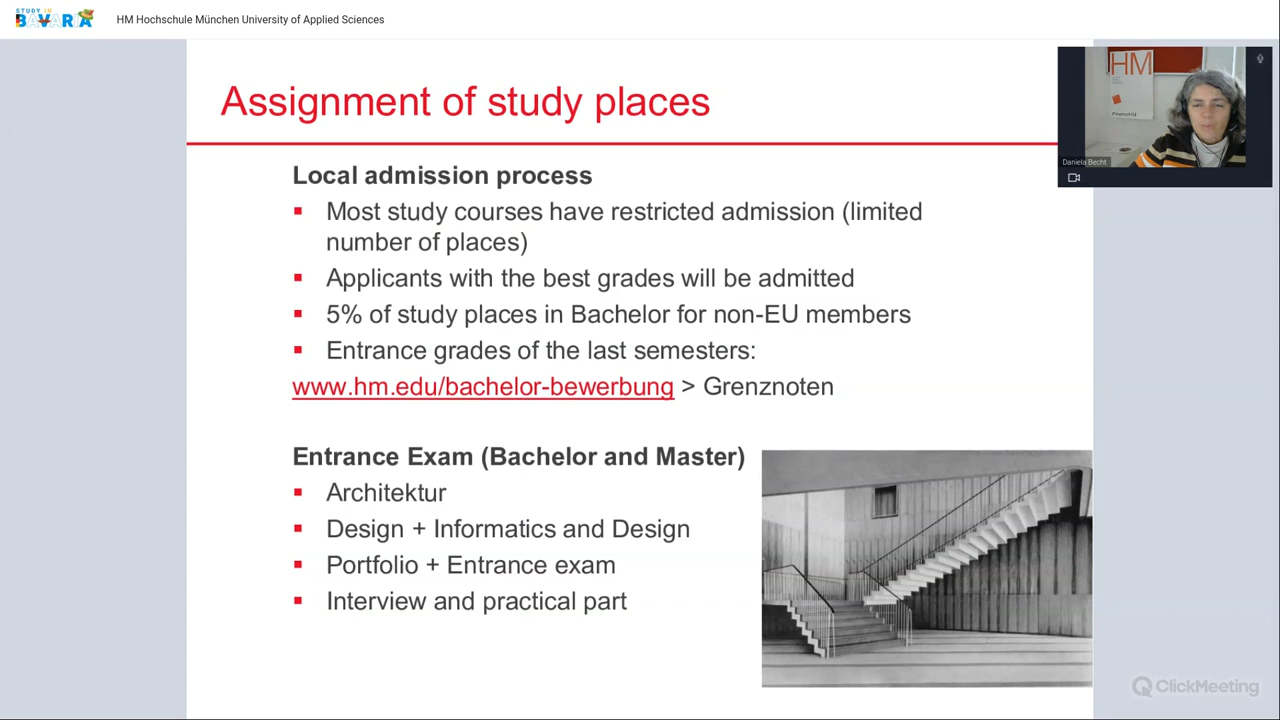 STUDY IN
BAVARIA
HM Hochschule München University of Applied Sciences
Assignment of study places
HM
Daniela Becht
Local admission process
▪ Most study courses have restricted admission (limited
number of places)
▪ Applicants with the best grades will be admitted
▪ 5% of study places in Bachelor for non-EU members
▪ Entrance grades of the last semesters:
www.hm.edu/bachelor-bewerbung > Grenznoten
Entrance Exam (Bachelor and Master)
▪ Architektur
▪ Design + Informatics and Design
▪ Portfolio + Entrance exam
▪ Interview and practical part
ClickMeeting